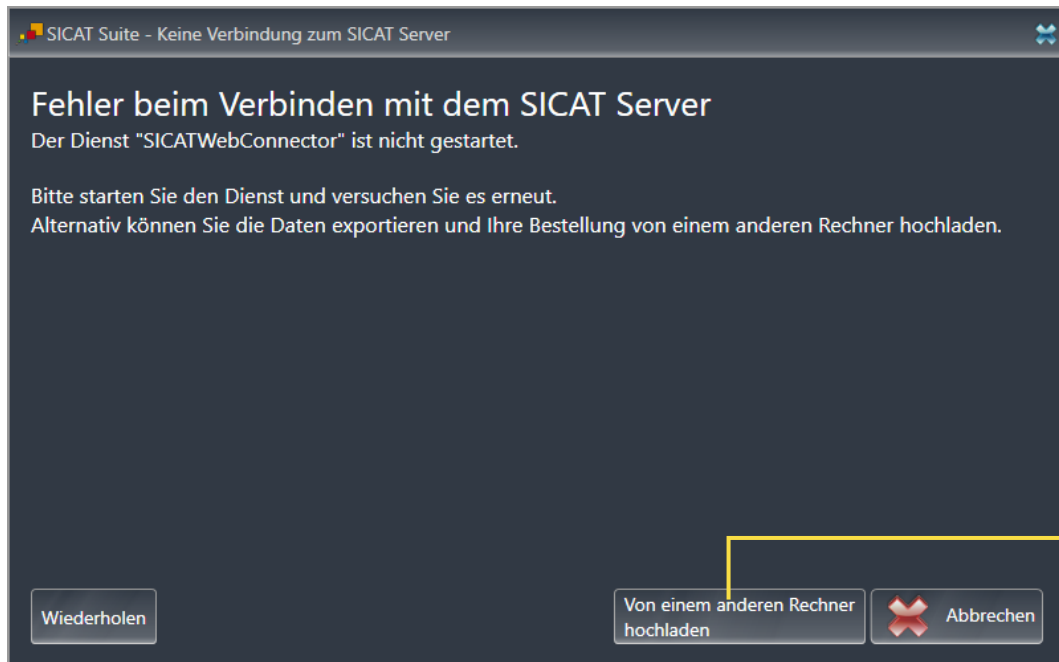 SICAT Suite - Keine Verbindung zum SICAT Server
Fehler beim Verbinden mit dem SICAT Server
Der Dienst "SICATWebConnector" ist nicht gestartet.
Bitte starten Sie den Dienst und versuchen Sie es erneut.
Alternativ können Sie die Daten exportieren und Ihre Bestellung von einem anderen Rechner hochladen.
Wiederholen
Von einem anderen Rechner
hochladen
Abbrechen